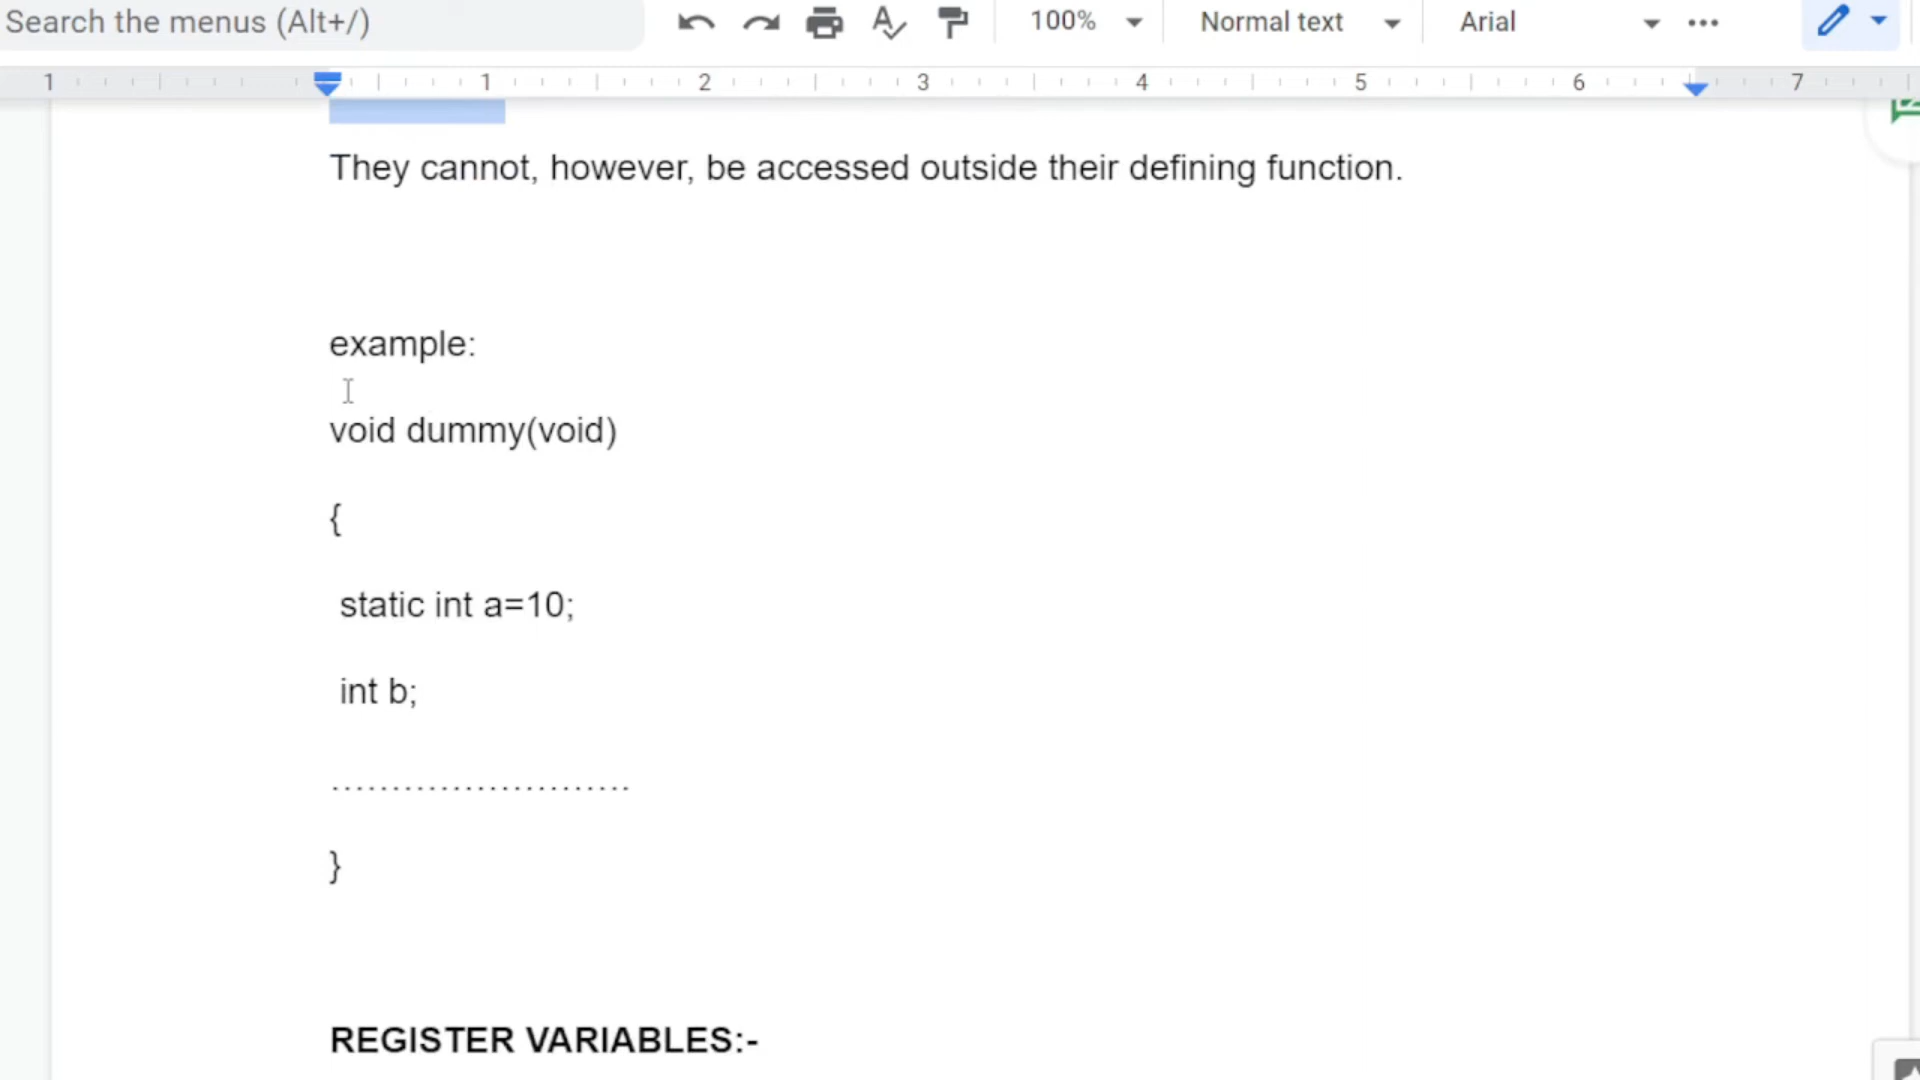 Search the menus (Alt+/) 100% Normal text Arial
1 1 2 3 4 5 6 7
They cannot, however, be accessed outside their defining function.
example:
void dummy(void)
{
static int a=10;
int b;
.........................
}
REGISTER VARIABLES:-